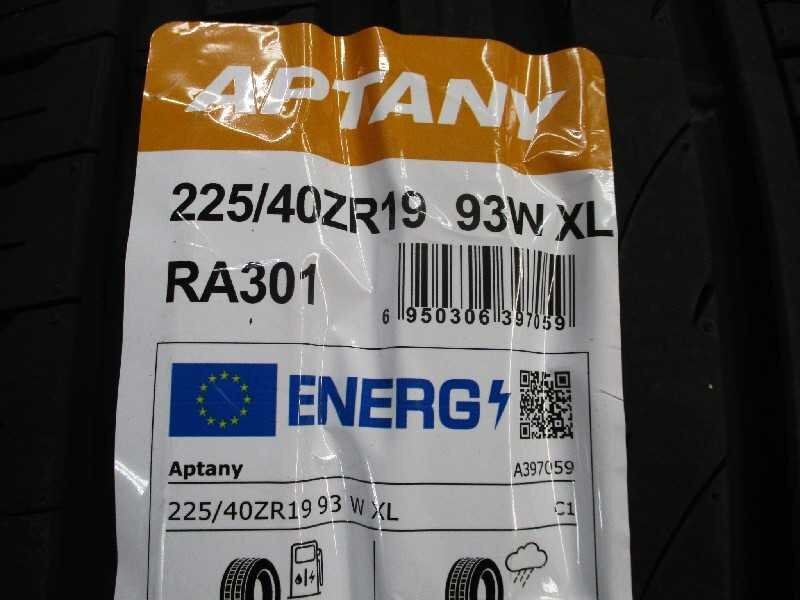 APTANY
225/40ZR19 93W XL
RA301
6 950306 397059
ENERG
Aptany A397059
225/40ZR19 93 W XL C1